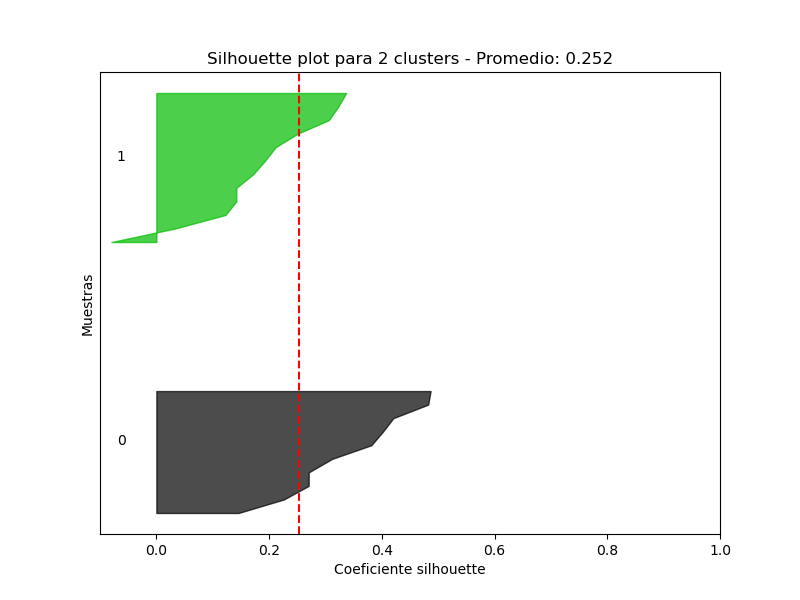 Silhouette plot para 2 clusters - Promedio: 0.252
1
0
Muestras
0.0 0.2 0.4 0.6 0.8 1.0
Coeficiente silhouette